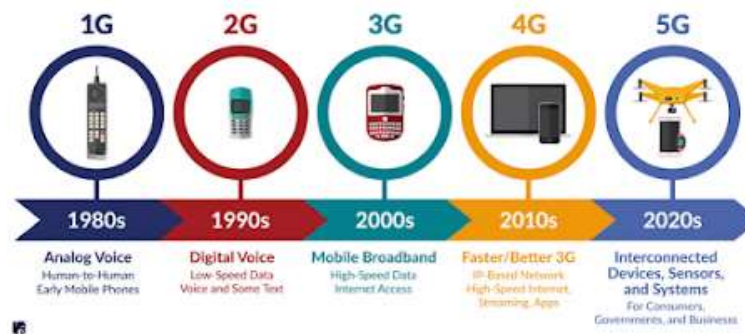 1G
2G
3G
4G
5G
1980s
1990s
2000s
2010s
2020s
Analog Voice
Human-to-Human
Early Mobile Phones
Digital Voice
Low-Speed Data
Voice and Some Text
Mobile Broadband
High-Speed Data
Internet Access
Faster/Better 3G
IP-Based Network
High-Speed Internet,
Streaming, Apps
Interconnected
Devices, Sensors,
and Systems
For Consumers,
Governments, and Businesses